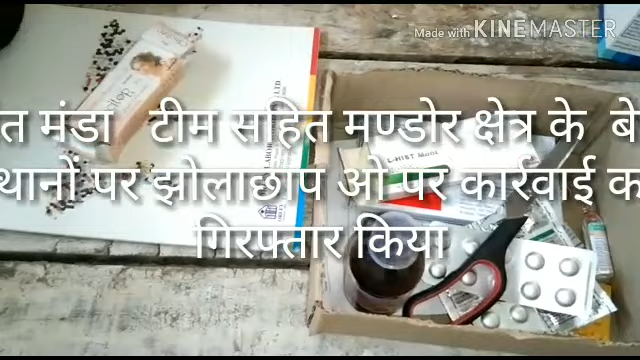 Made with KINEMASTER
त मंडा टीम सहित मण्डोर क्षेत्र के बे
थानों पर झोलाछाप ओ पर कार्रवाई क
गिरफ्तार किया
L-HIST Mont